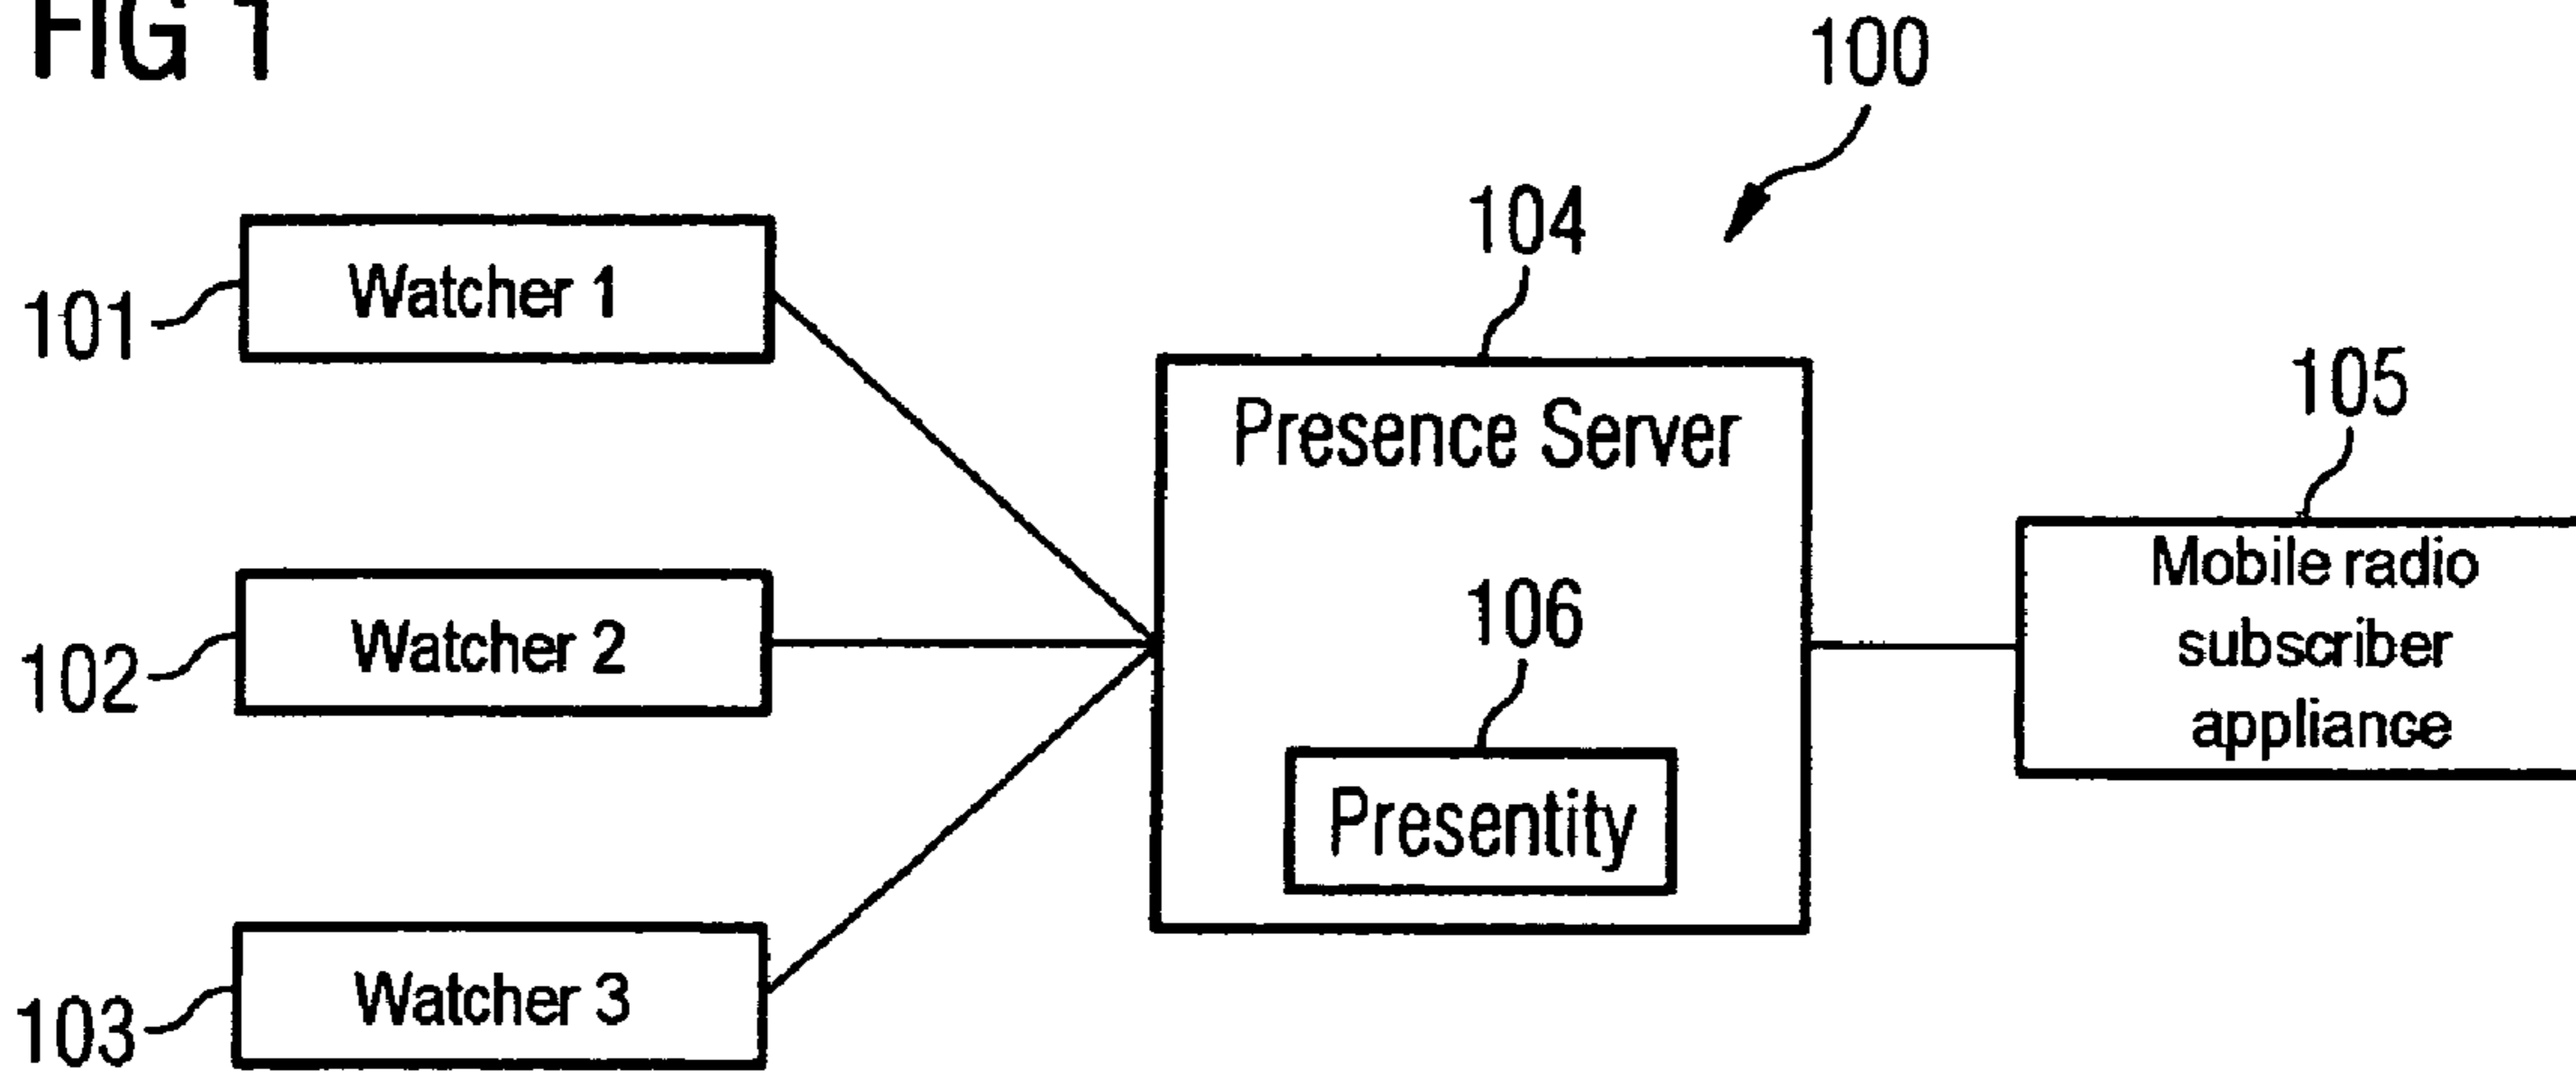 FIG 1
100
104
Watcher 1
101
105
Presence Server
Mobile radio
subscriber
appliance
106
Watcher 2
102
Presentity
Watcher 3
103